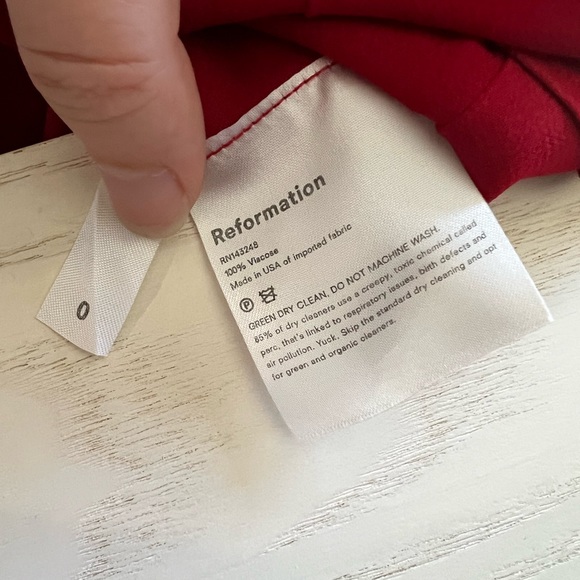 Reformation
RN143248
100% Viscose
Made in USA of imported fabric
P
GREEN DRY CLEAN. DO NOT MACHINE WASH.
85% of dry cleaners use a creepy, toxic chemical called
perc, that's linked to respiratory issues, birth defects and
air pollution. Yuck. Skip the standard dry cleaning and opt
for green and organic cleaners.
0